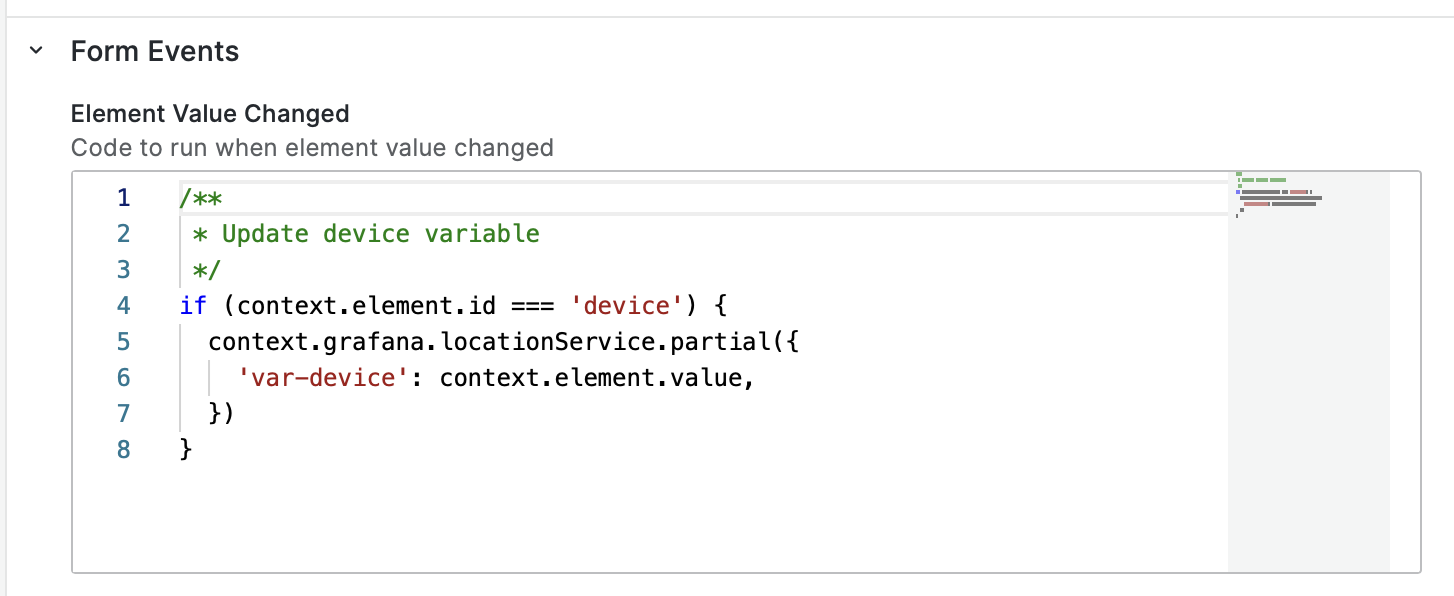 Form Events
Element Value Changed
Code to run when element value changed
1 /**
2 * Update device variable
3 */
4 if (context.element.id === 'device') {
5 context.grafana.locationService.partial({
6 'var-device': context.element.value,
7 })
8 }